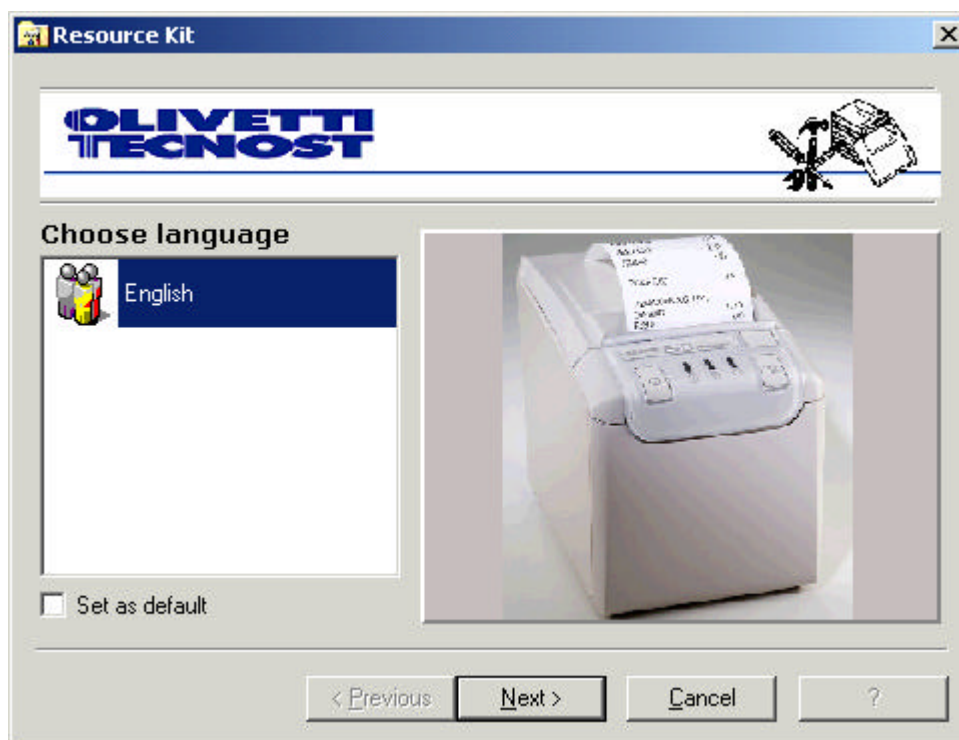 Resource Kit
OLIVETTI
TECNOST
Choose language
English
Set as default
< Previous
Next >
Cancel
?